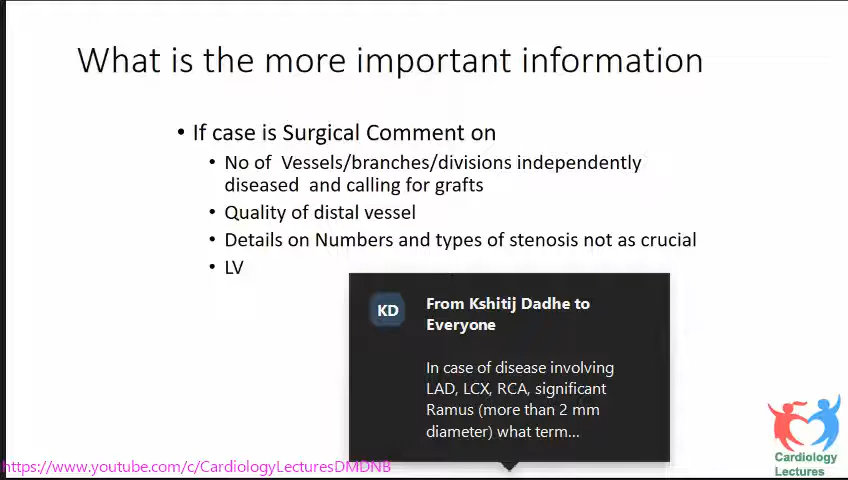 What is the more important information
• If case is Surgical Comment on
• No of Vessels/branches/divisions independently
diseased and calling for grafts
• Quality of distal vessel
• Details on Numbers and types of stenosis not as crucial
• LV
KD
From Kshitij Dadhe to
Everyone
In case of disease involving
LAD, LCX, RCA, significant
Ramus (more than 2 mm
diameter) what term...
Cardiology
Lectures
https://www.youtube.com/c/CardiologyLecturesDMDNB